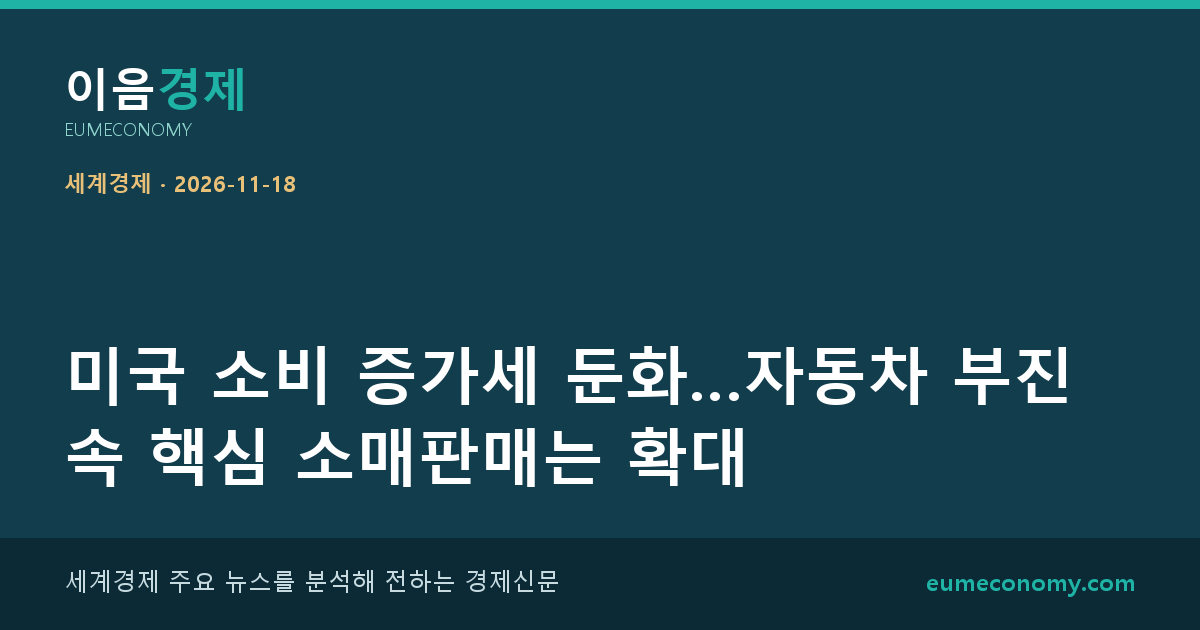 이음경제
EUMECONOMY
세계경제 · 2026-11-18
미국 소비 증가세 둔화...자동차 부진
속 핵심 소매판매는 확대
세계경제 주요 뉴스를 분석해 전하는 경제신문
eumeconomy.com